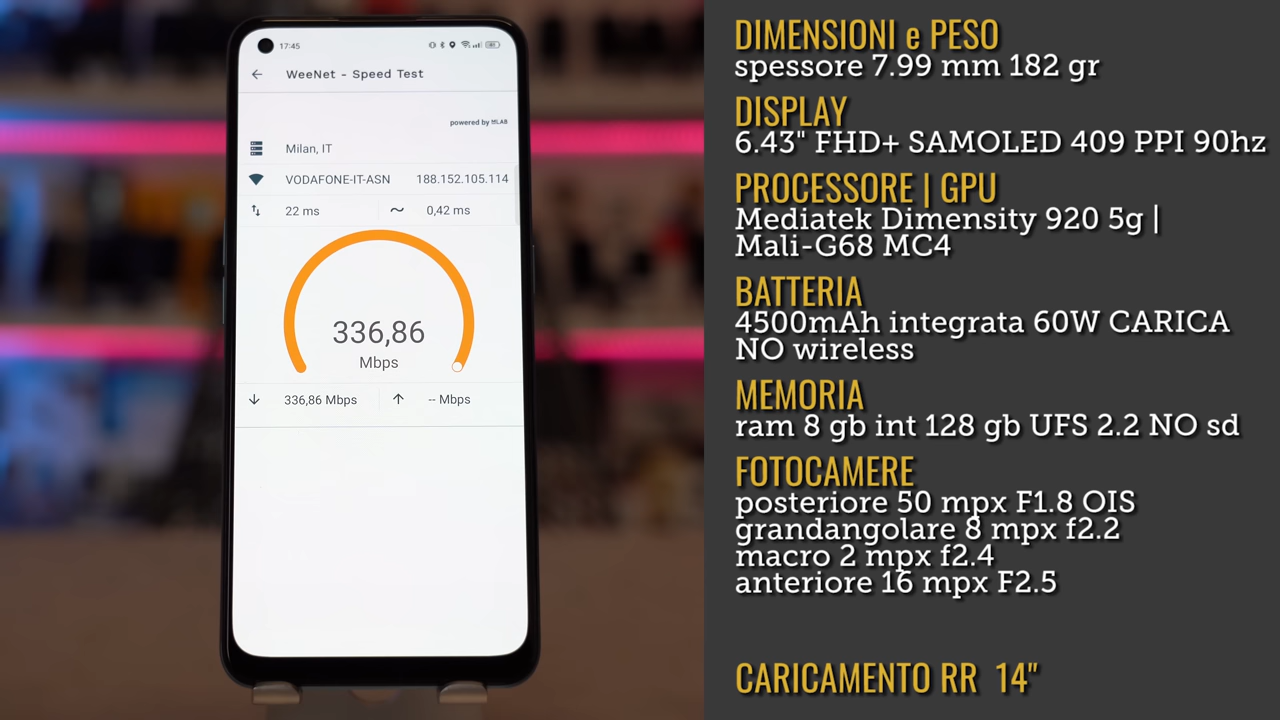 17:45
WeeNet - Speed Test
powered by M-LAB
Milan, IT
VODAFONE-IT-ASN 188.152.105.114
22 ms 0,42 ms
336,86
Mbps
336,86 Mbps -- Mbps
DIMENSIONI e PESO
spessore 7.99 mm 182 gr
DISPLAY
6.43" FHD+ SAMOLED 409 PPI 90hz
PROCESSORE | GPU
Mediatek Dimensity 920 5g |
Mali-G68 MC4
BATTERIA
4500mAh integrata 60W CARICA
NO wireless
MEMORIA
ram 8 gb int 128 gb UFS 2.2 NO sd
FOTOCAMERE
posteriore 50 mpx F1.8 OIS
grandangolare 8 mpx f2.2
macro 2 mpx f2.4
anteriore 16 mpx F2.5
CARICAMENTO RR 14"